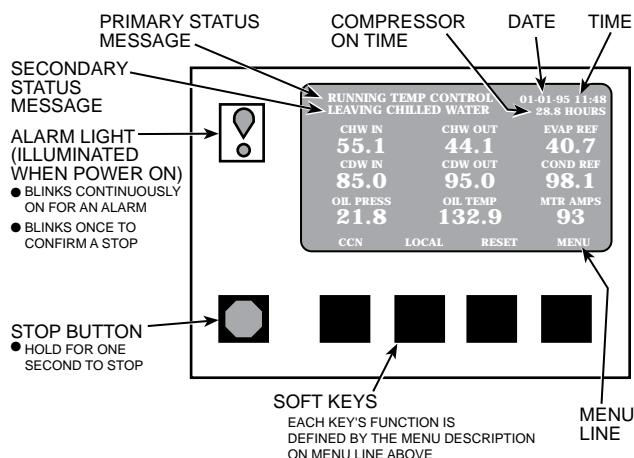 PRIMARY STATUS
MESSAGE
COMPRESSOR
ON TIME
DATE
TIME
SECONDARY
STATUS
MESSAGE
ALARM LIGHT
(ILLUMINATED
WHEN POWER ON)
● BLINKS CONTINUOUSLY
ON FOR AN ALARM
● BLINKS ONCE TO
CONFIRM A STOP
RUNNING TEMP CONTROL 01-01-95 11:48
LEAVING CHILLED WATER 28.8 HOURS
CHW IN CHW OUT EVAP REF
55.1 44.1 40.7
CDW IN CDW OUT COND REF
85.0 95.0 98.1
OIL PRESS OIL TEMP MTR AMPS
21.8 132.9 93
CCN LOCAL RESET MENU
STOP BUTTON
● HOLD FOR ONE
SECOND TO STOP
SOFT KEYS
EACH KEY'S FUNCTION IS
DEFINED BY THE MENU DESCRIPTION
ON MENU LINE ABOVE
MENU
LINE